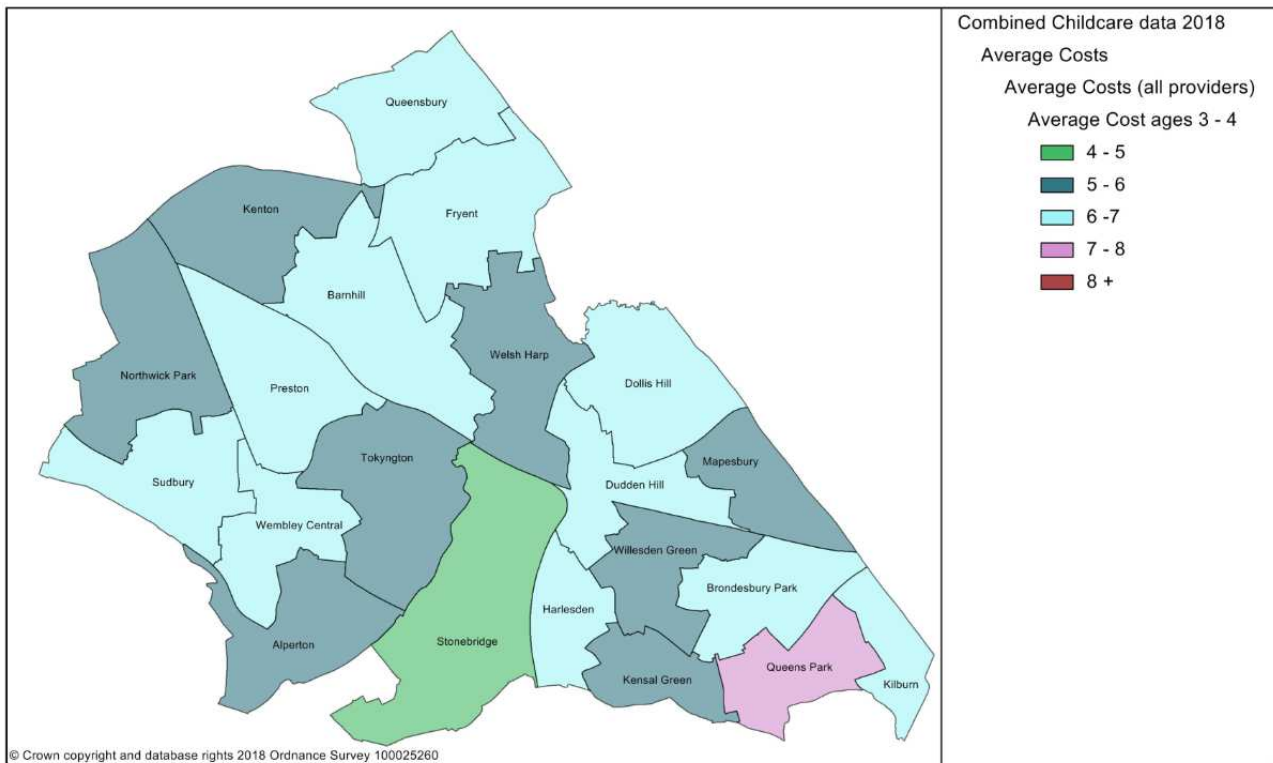 Combined Childcare data 2018
Average Costs
Average Costs (all providers)
Average Cost ages 3 - 4
4 - 5
5 - 6
6 -7
7 - 8
8 +
Queensbury
Kenton
Fryent
Barnhill
Welsh Harp
Northwick Park
Preston
Dollis Hill
Tokyngton
Mapesbury
Sudbury
Dudden Hill
Wembley Central
Willesden Green
Brondesbury Park
Harlesden
Alperton
Stonebridge
Queens Park
Kensal Green
Kilburn
© Crown copyright and database rights 2018 Ordnance Survey 100025260